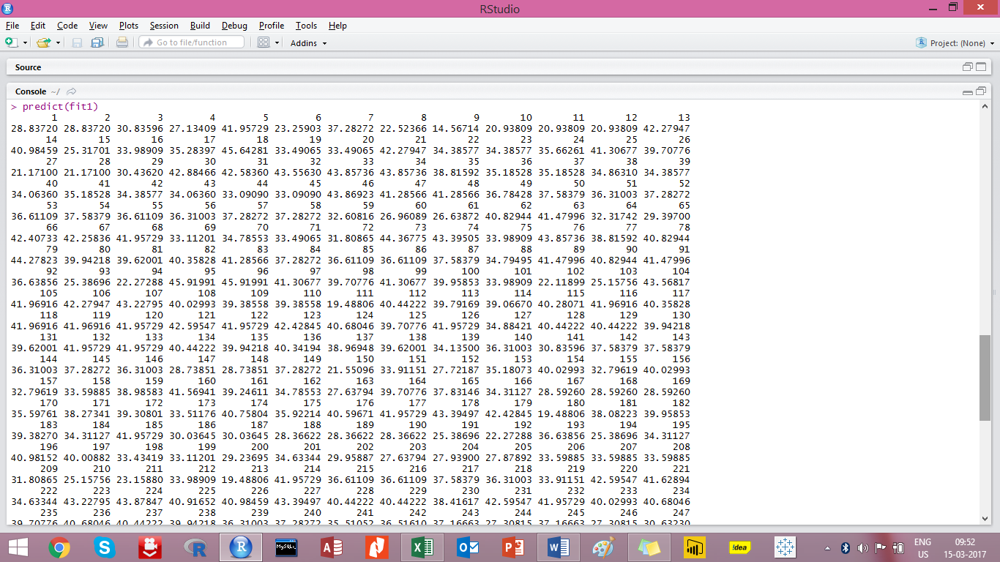 RStudio
File Edit Code View Plots Session Build Debug Profile Tools Help
Go to file/function Addins Project: (None)
Source
Console ~/
> predict(fit1)
1 2 3 4 5 6 7 8 9 10 11 12 13
28.83720 28.83720 30.83596 27.13409 41.95729 23.25903 37.28272 22.52366 14.56714 20.93809 20.93809 20.93809 42.27947
14 15 16 17 18 19 20 21 22 23 24 25 26
40.98459 25.31701 33.98909 35.28397 45.64281 33.49065 33.49065 42.27947 34.38577 34.38577 35.66261 41.30677 39.70776
27 28 29 30 31 32 33 34 35 36 37 38 39
21.17100 21.17100 30.43620 42.88466 42.58360 43.55630 43.85736 43.85736 38.81592 35.18528 35.18528 34.86310 34.38577
40 41 42 43 44 45 46 47 48 49 50 51 52
34.06360 35.18528 34.38577 34.06360 33.09090 33.09090 43.86923 41.28566 41.28566 36.78428 37.58379 36.31003 37.28272
53 54 55 56 57 58 59 60 61 62 63 64 65
36.61109 37.58379 36.61109 36.31003 37.28272 37.28272 32.60816 26.96089 26.63872 40.82944 41.47996 32.31742 29.39700
66 67 68 69 70 71 72 73 74 75 76 77 78
42.40733 42.25836 41.95729 33.11201 34.78553 33.49065 31.80865 44.36775 43.39505 33.98909 43.85736 38.81592 40.82944
79 80 81 82 83 84 85 86 87 88 89 90 91
44.27823 39.94218 39.62001 40.35828 41.28566 37.28272 36.61109 36.61109 37.58379 34.79495 41.47996 40.82944 41.47996
92 93 94 95 96 97 98 99 100 101 102 103 104
36.63856 25.38696 22.27288 45.91991 45.91991 41.30677 39.70776 41.30677 39.95853 33.98909 22.11899 25.15756 43.56817
105 106 107 108 109 110 111 112 113 114 115 116 117
41.96916 42.27947 43.22795 40.02993 39.38558 39.38558 19.48806 40.44222 39.79169 39.06670 40.28071 41.96916 40.35828
118 119 120 121 122 123 124 125 126 127 128 129 130
41.96916 41.96916 41.95729 42.59547 41.95729 42.42845 40.68046 39.70776 41.95729 34.88421 40.44222 40.44222 39.94218
131 132 133 134 135 136 137 138 139 140 141 142 143
39.62001 41.95729 41.95729 40.44222 39.94218 40.34194 38.96948 39.62001 34.13500 36.31003 30.83596 37.58379 37.58379
144 145 146 147 148 149 150 151 152 153 154 155 156
36.31003 37.28272 36.31003 28.73851 28.73851 37.28272 21.55096 33.91151 27.72187 35.18073 40.02993 32.79619 40.02993
157 158 159 160 161 162 163 164 165 166 167 168 169
32.79619 33.59885 38.98583 41.56941 39.24611 34.78553 27.63794 39.70776 37.83146 34.31127 28.59260 28.59260 28.59260
170 171 172 173 174 175 176 177 178 179 180 181 182
35.59761 38.27341 39.30801 33.51176 40.75804 35.92214 40.59671 41.95729 43.39497 42.42845 19.48806 38.08223 39.95853
183 184 185 186 187 188 189 190 191 192 193 194 195
39.38270 34.31127 41.95729 30.03645 30.03645 28.36622 28.36622 28.36622 25.38696 22.27288 36.63856 25.38696 34.31127
196 197 198 199 200 201 202 203 204 205 206 207 208
40.98152 40.00882 33.43419 33.11201 29.23695 34.63344 29.95887 27.63794 27.93900 27.87892 33.59885 33.59885 33.59885
209 210 211 212 213 214 215 216 217 218 219 220 221
31.80865 25.15756 23.15880 33.98909 19.48806 41.95729 36.61109 36.61109 37.58379 36.31003 33.91151 42.59547 41.62894
222 223 224 225 226 227 228 229 230 231 232 233 234
34.63344 43.22795 43.87847 40.91652 40.98459 43.39497 40.44222 40.44222 38.41617 42.59547 41.95729 40.02993 40.68046
235 236 237 238 239 240 241 242 243 244 245 246 247
39.70776 40.68046 40.44222 39.94218 36.31003 37.28272 35.51052 36.51610 37.16663 27.30815 37.16663 27.30815 30.63230
MySQL
!dea
ENG 09:52
US 15-03-2017